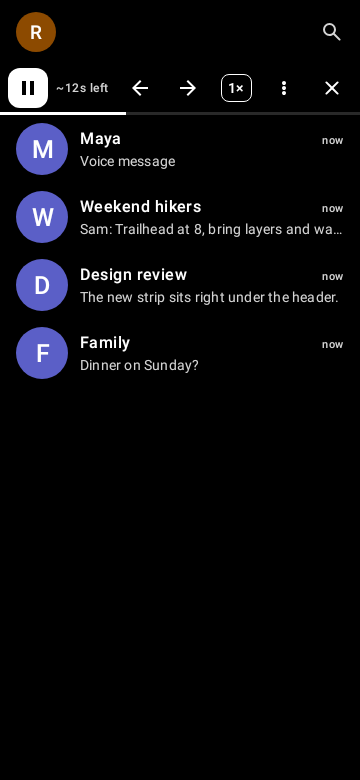 R
~12s left
1×
M
Maya
now
Voice message
W
Weekend hikers
now
Sam: Trailhead at 8, bring layers and wa…
D
Design review
now
The new strip sits right under the header.
F
Family
now
Dinner on Sunday?